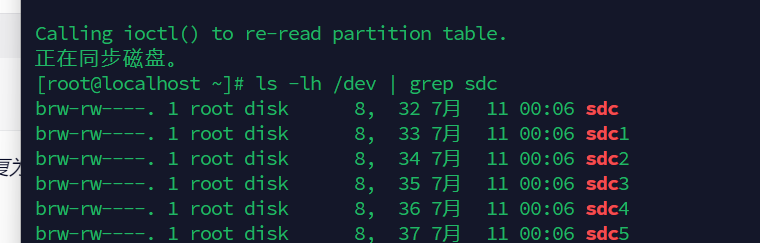 Calling ioctl() to re-read partition table.
正在同步磁盘。
[root@localhost ~]# ls -lh /dev | grep sdc
brw-rw----. 1 root disk      8,  32 7月  11 00:06 sdc
brw-rw----. 1 root disk      8,  33 7月  11 00:06 sdc1
brw-rw----. 1 root disk      8,  34 7月  11 00:06 sdc2
brw-rw----. 1 root disk      8,  35 7月  11 00:06 sdc3
brw-rw----. 1 root disk      8,  36 7月  11 00:06 sdc4
brw-rw----. 1 root disk      8,  37 7月  11 00:06 sdc5